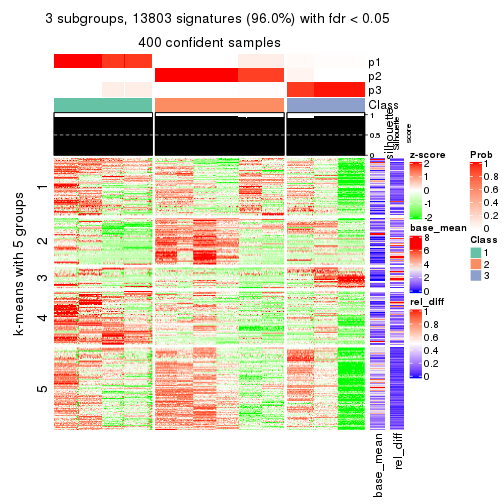 3 subgroups, 13803 signatures (96.0%) with fdr < 0.05
400 confident samples
p1
p2
p3
Class
1
0.5
0
silhouette
Silhouette
score
k-means with 5 groups
1
2
3
4
5
base_mean
rel_diff
z-score
2
1
0
-1
-2
base_mean
8
6
4
2
0
rel_diff
1
0.8
0.6
0.4
0.2
0
Prob
1
0.8
0.6
0.4
0.2
0
Class
1
2
3